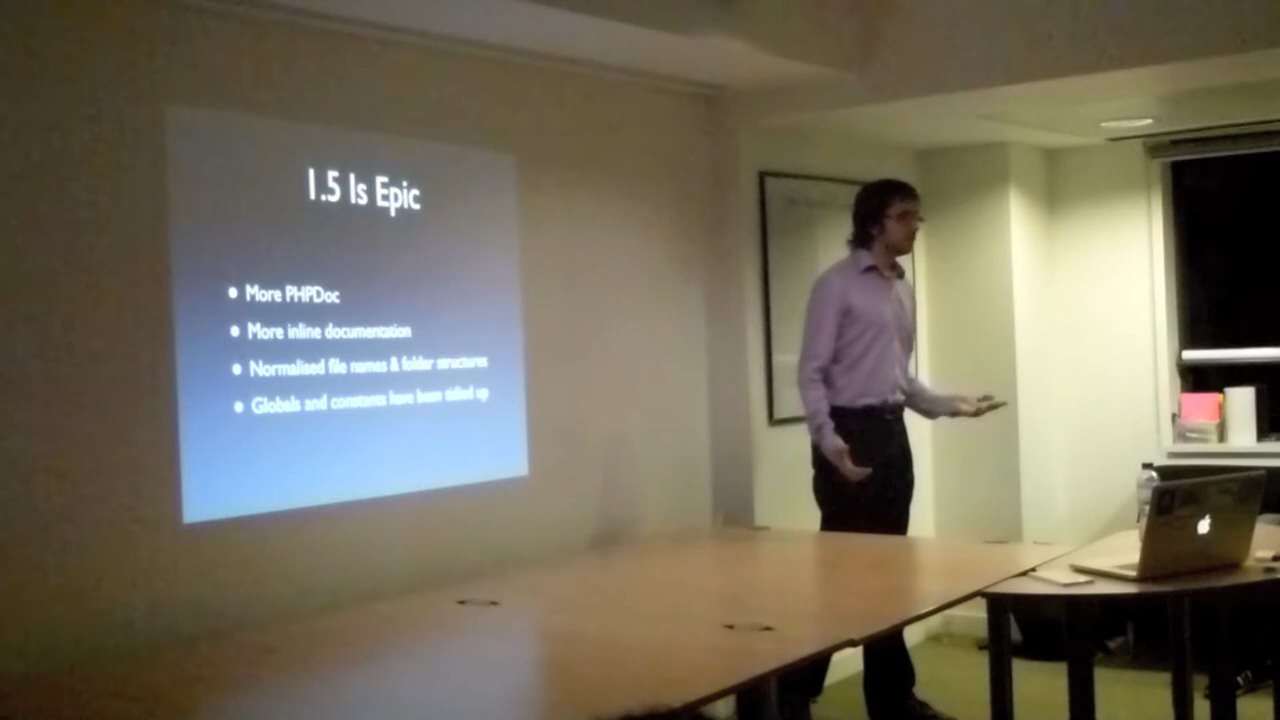 1.5 Is Epic
More PHPDoc
More inline documentation
Normalised file names & folder structures
Globals and constants have been tidied up